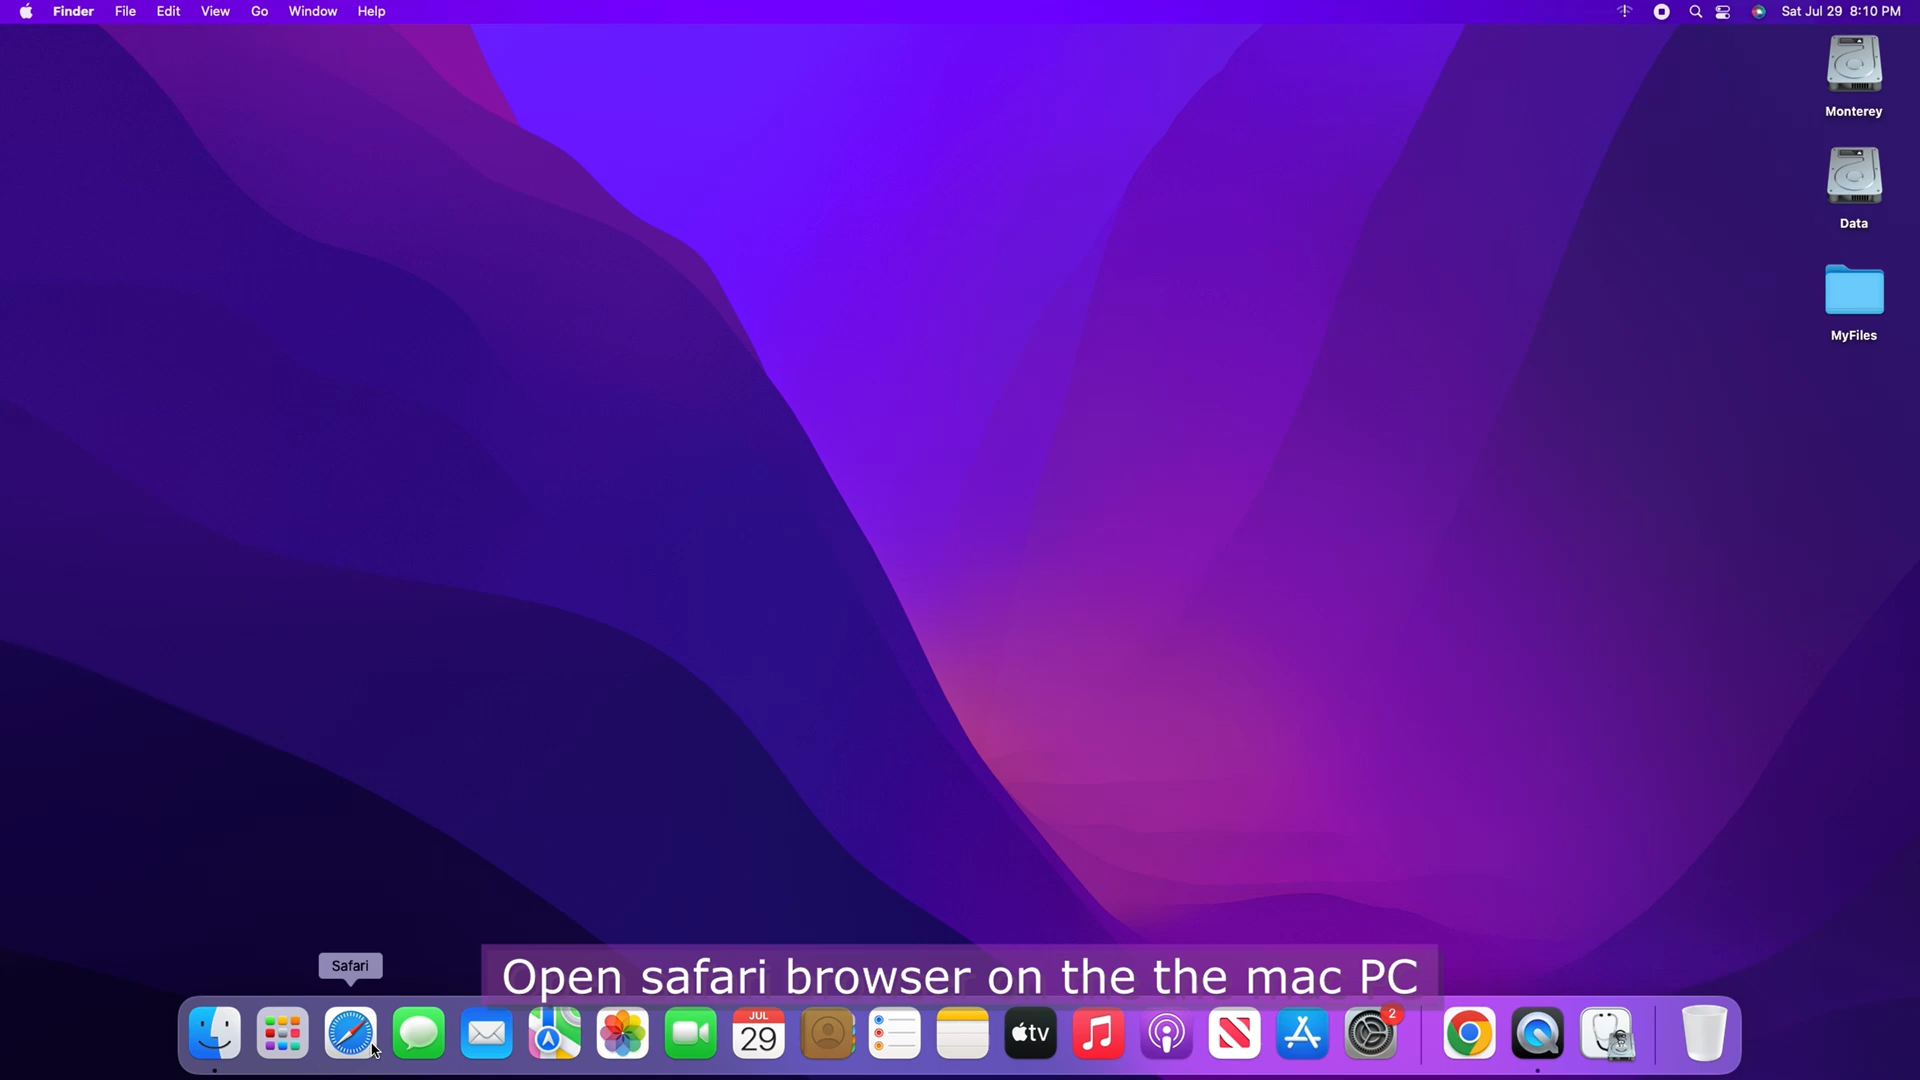 Finder File Edit View Go Window Help Sat Jul 29 8:10 PM
Monterey
Data
MyFiles
Safari
Open safari browser on the the mac PC
JUL
29
tv
2